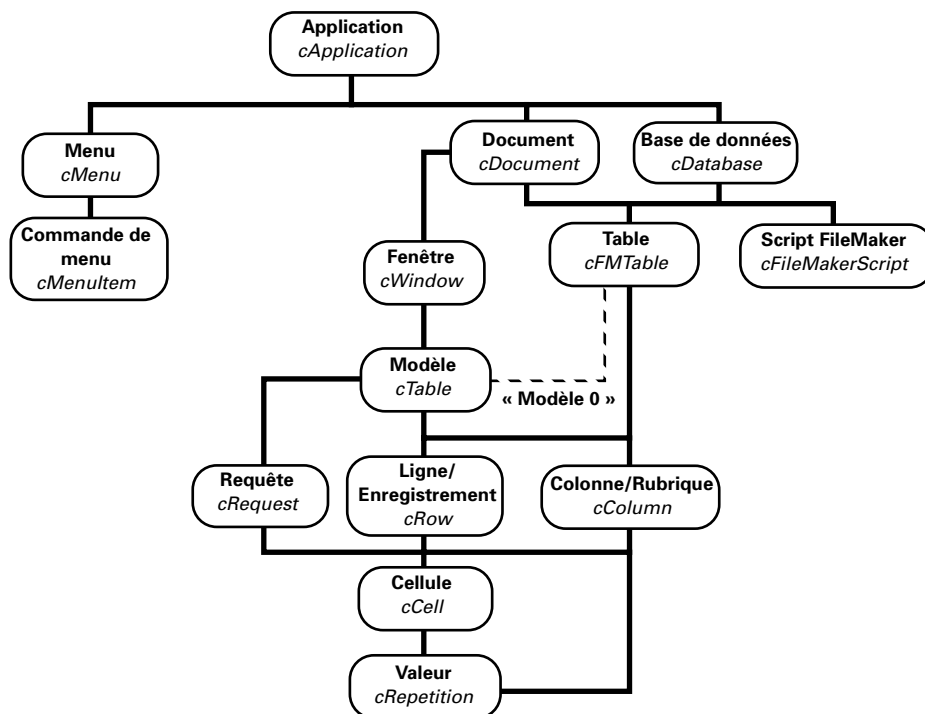 Application
cApplication
Menu
cMenu
Document
cDocument
Base de données
cDatabase
Commande de
menu
cMenuItem
Fenêtre
cWindow
Table
cFMTable
Script FileMaker
cFileMakerScript
Modèle
cTable
« Modèle 0 »
Requête
cRequest
Ligne/
Enregistrement
cRow
Colonne/Rubrique
cColumn
Cellule
cCell
Valeur
cRepetition